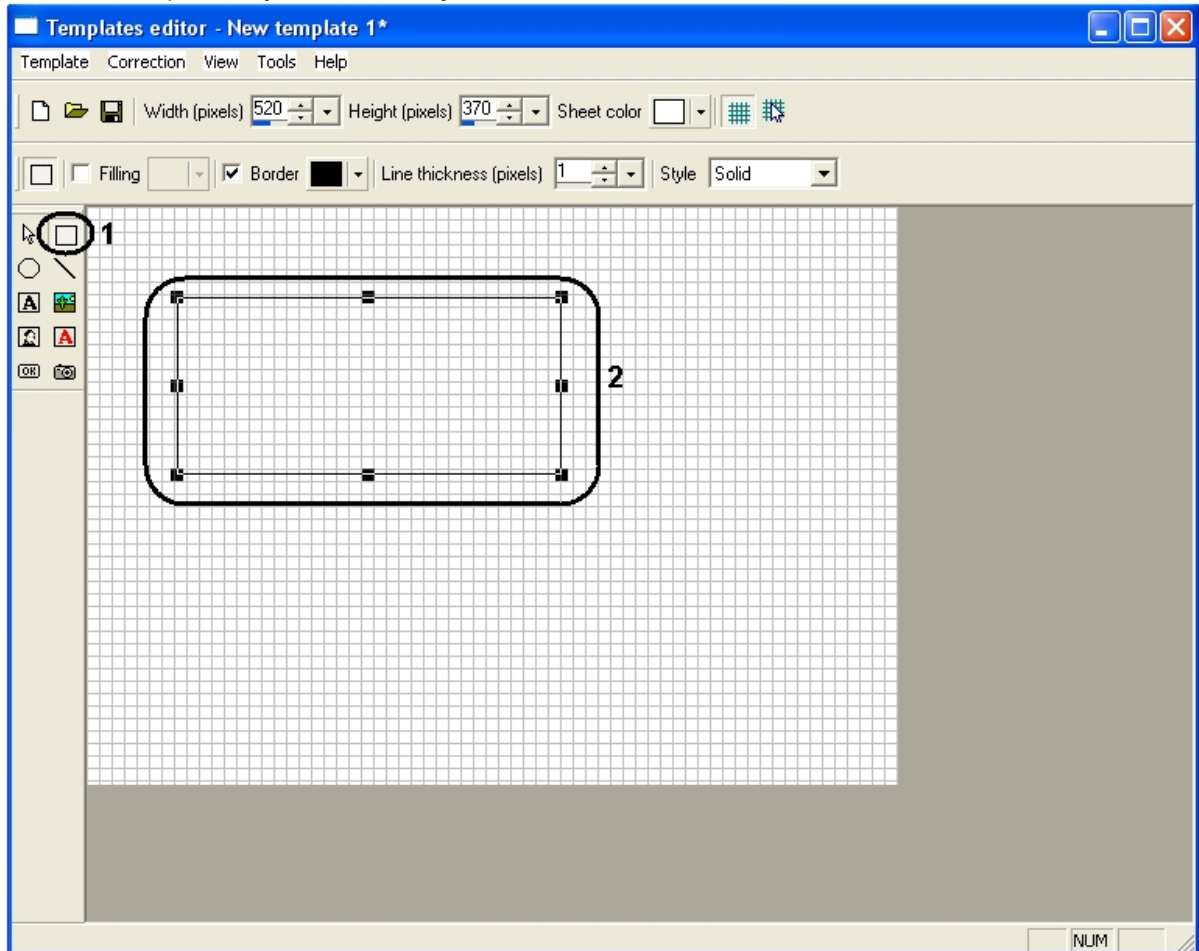 Templates editor - New template 1*
Template Correction View Tools Help
Width (pixels) 520 Height (pixels) 370 Sheet color
Filling Border Line thickness (pixels) 1 Style Solid
1
A
A
OK
2
NUM